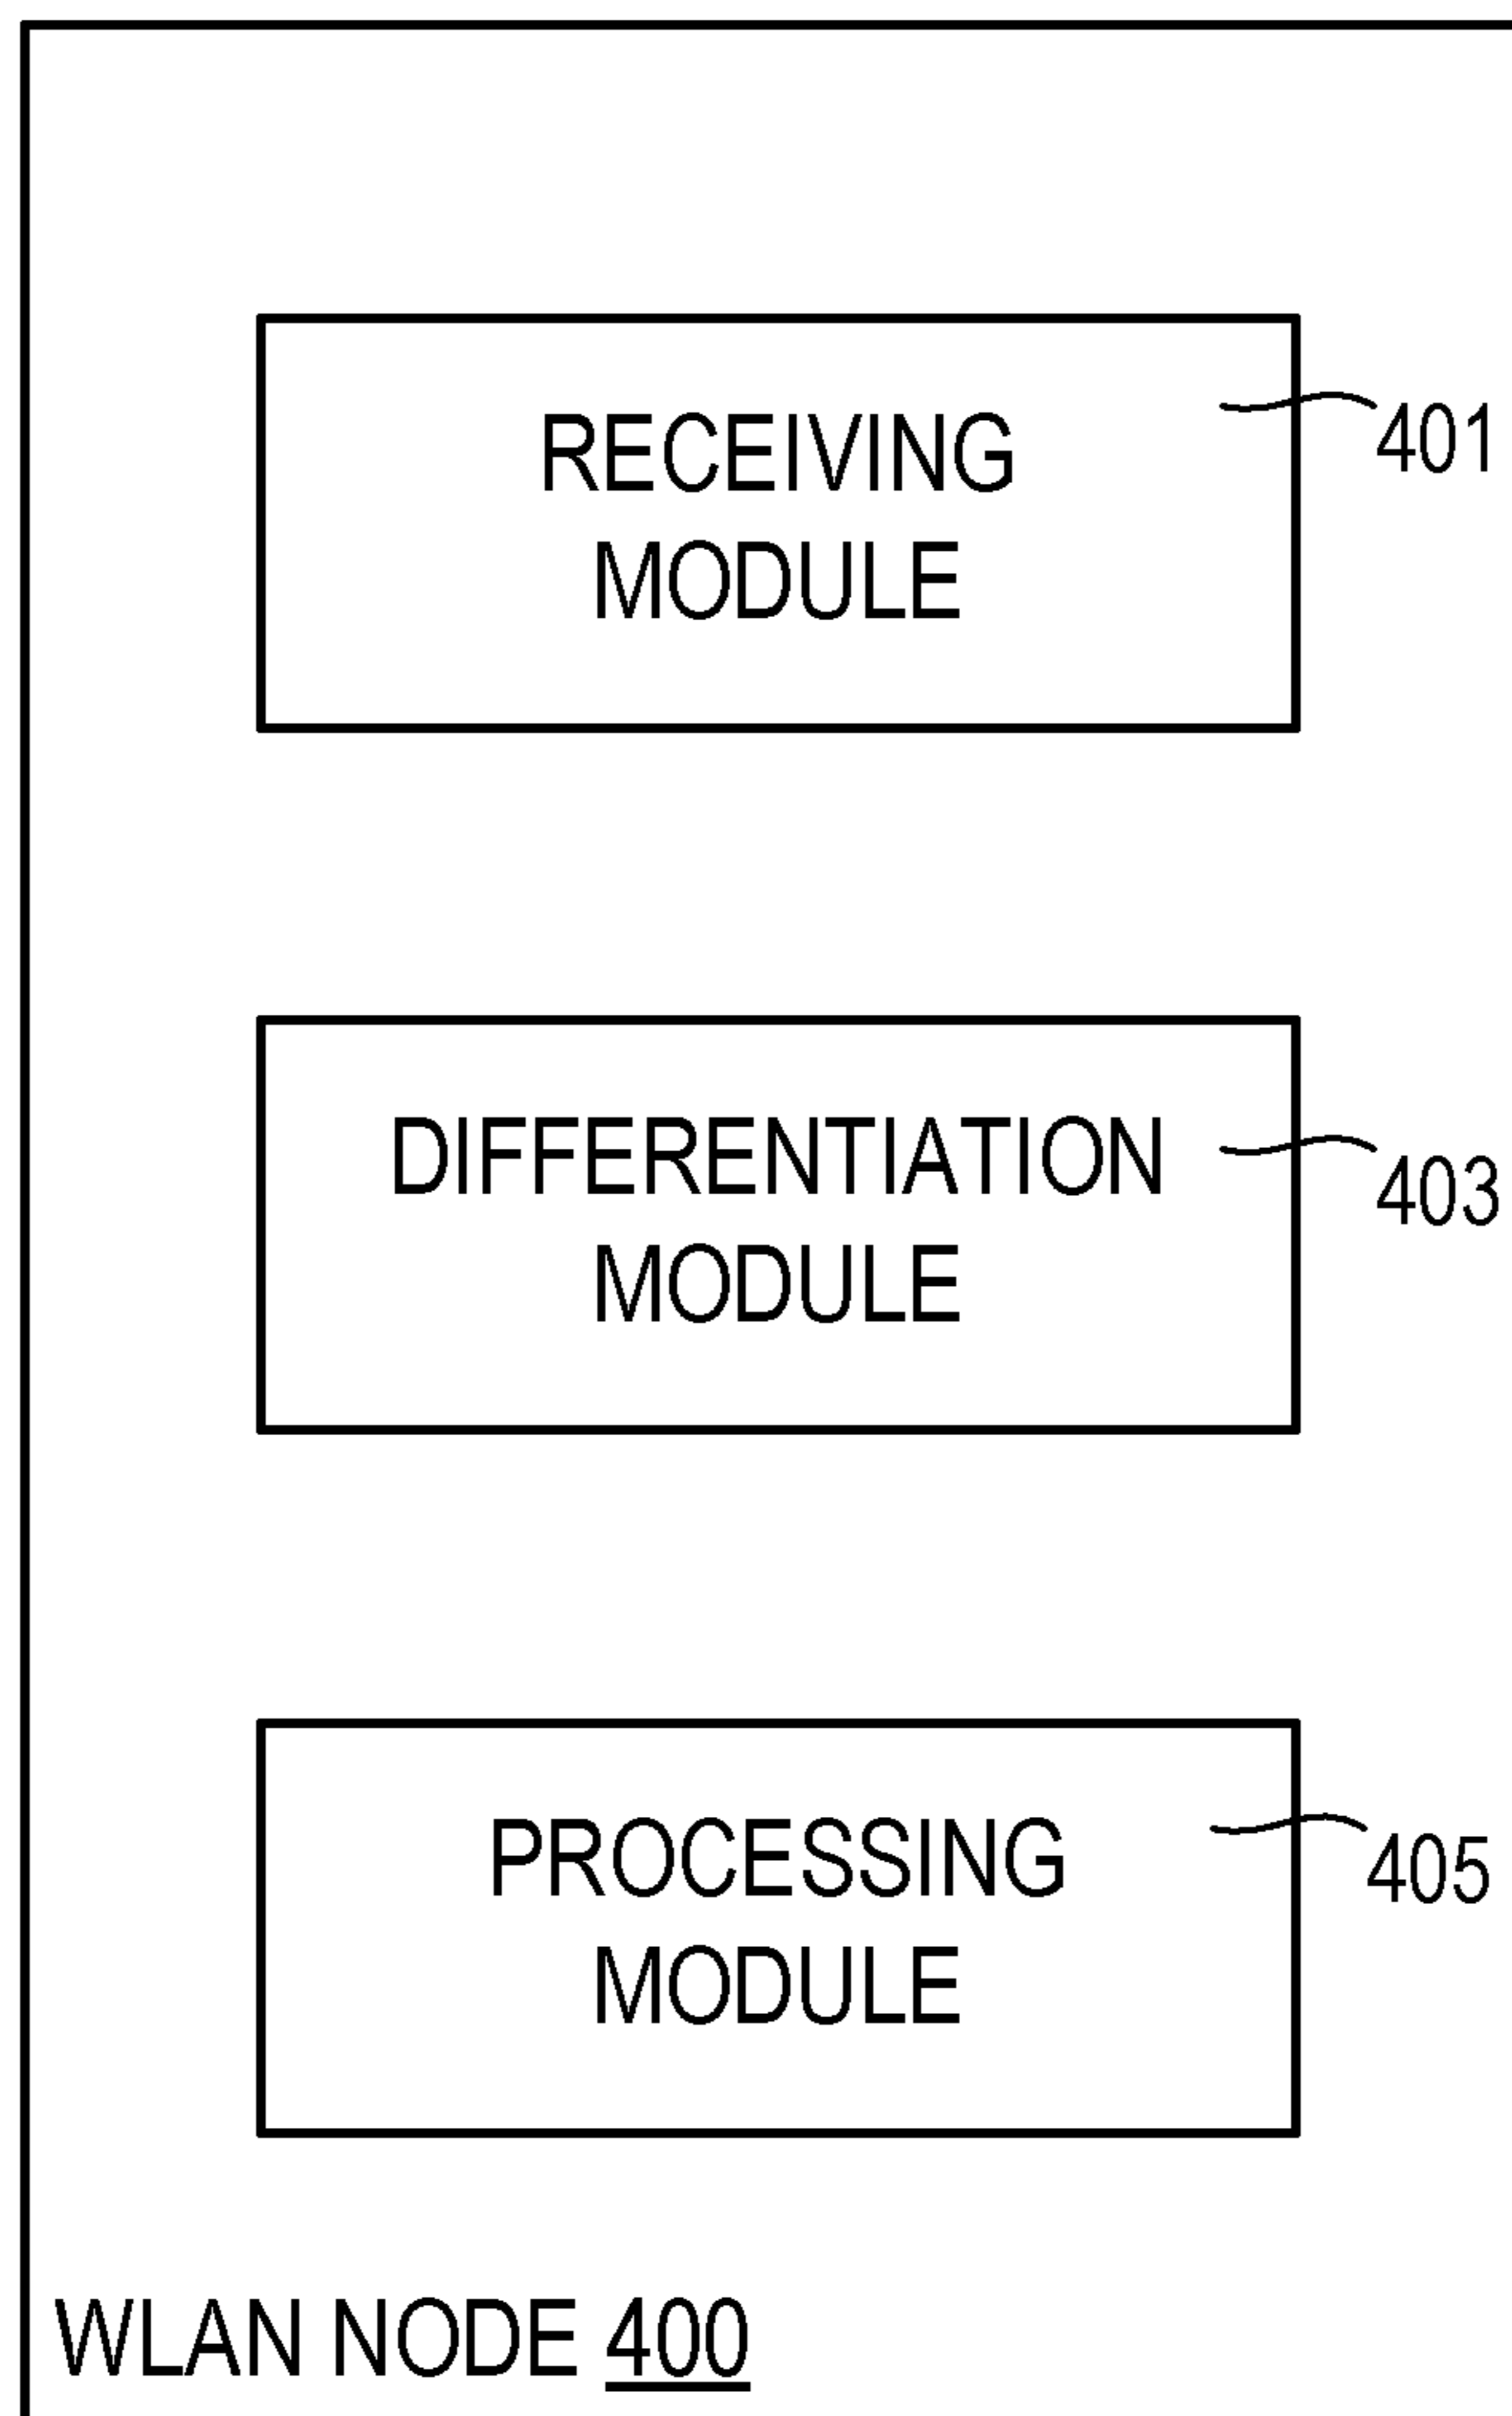 RECEIVING
MODULE
401
DIFFERENTIATION
MODULE
403
PROCESSING
MODULE
405
WLAN NODE 400